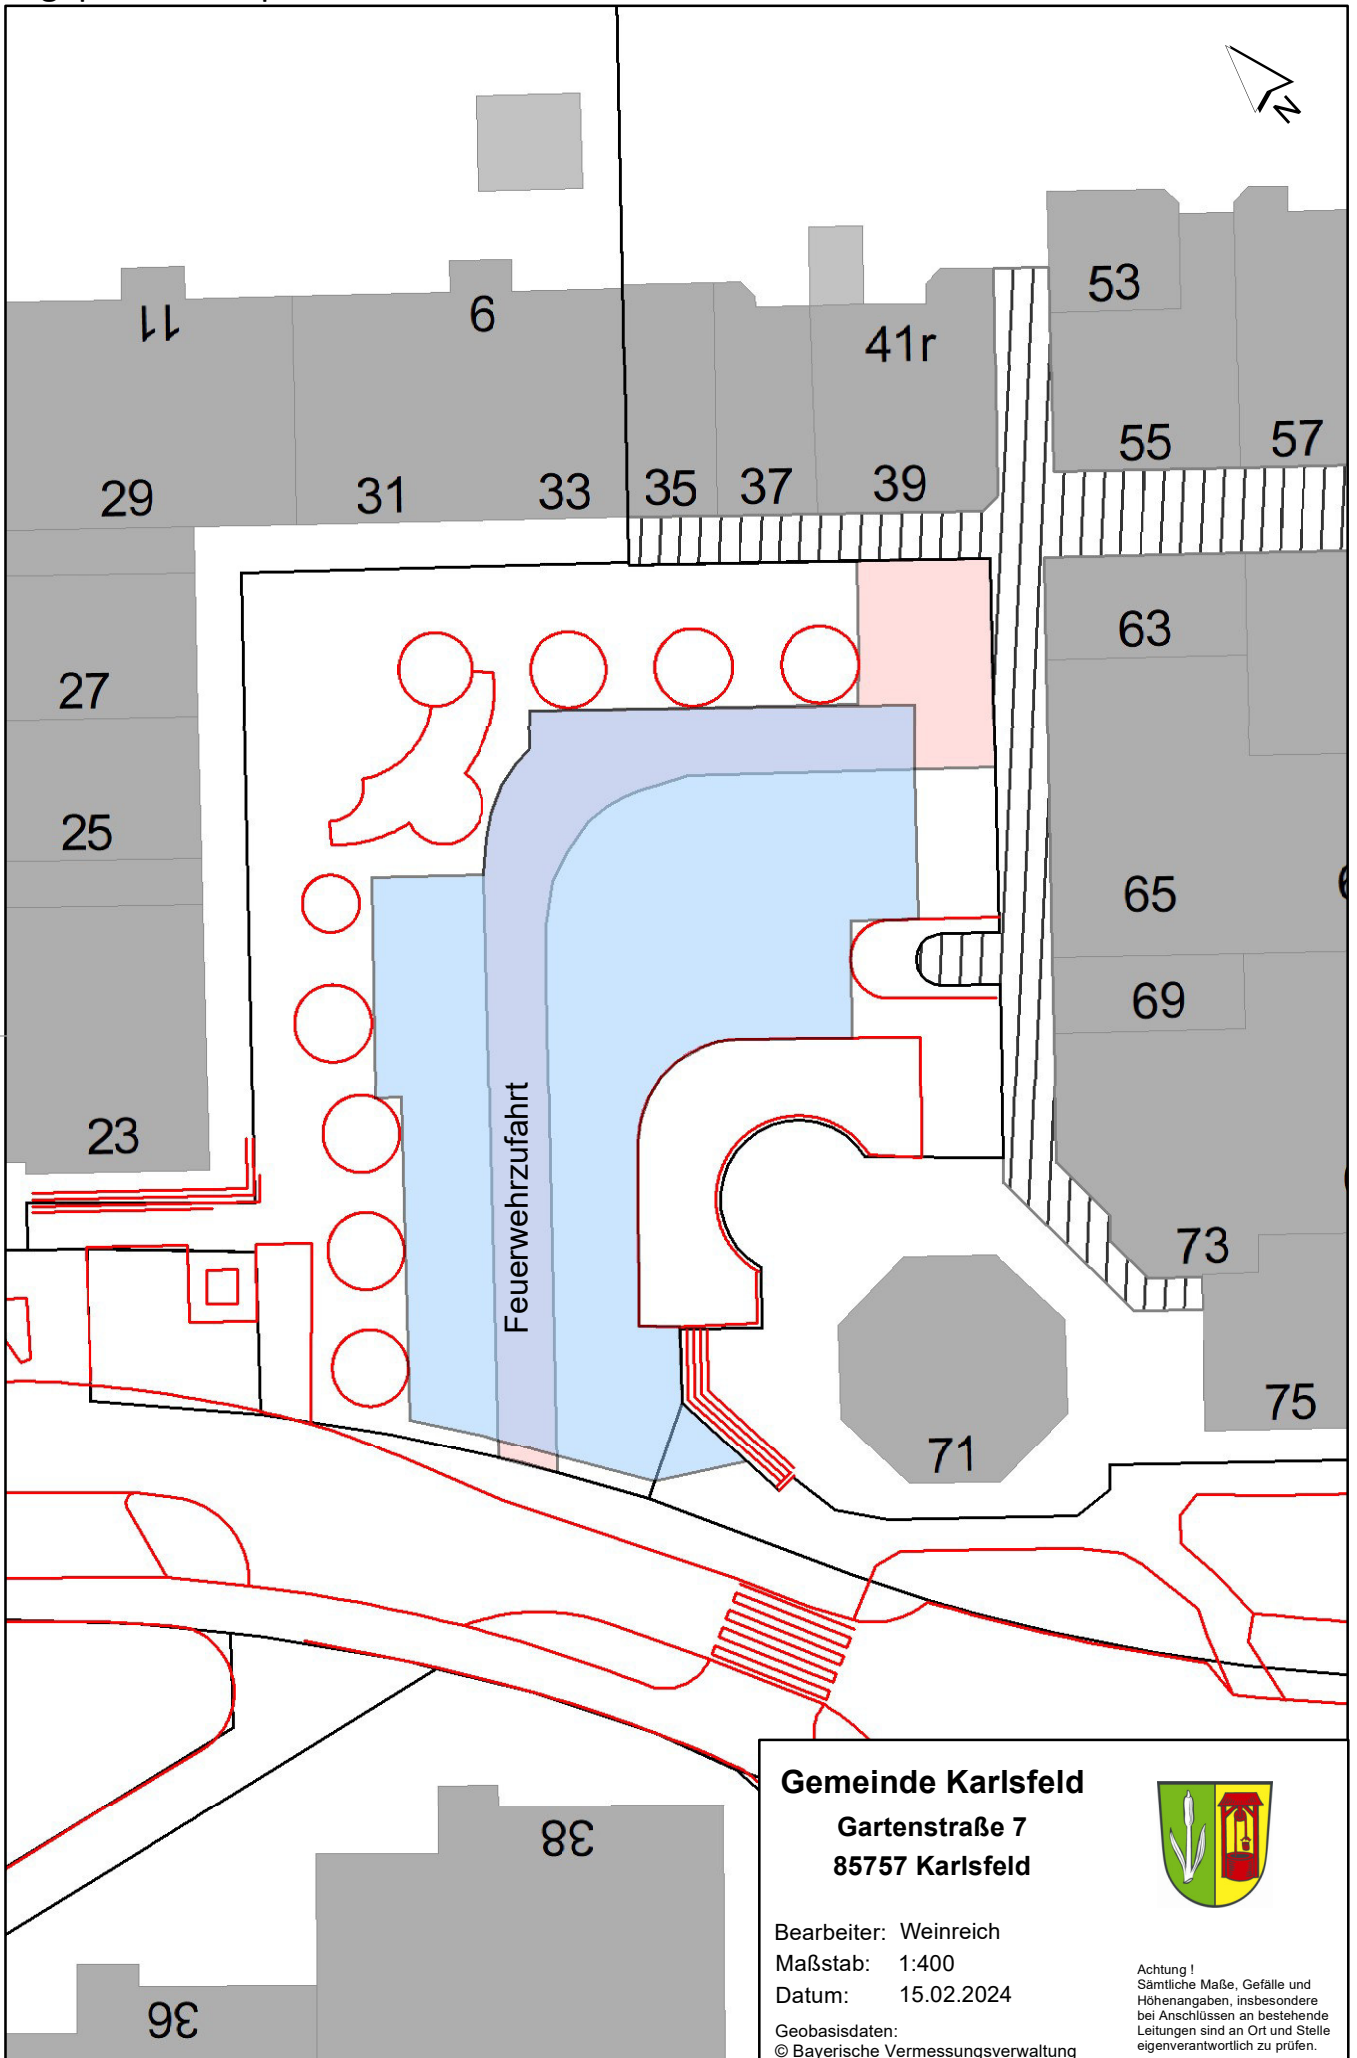 N
53
11
9
41r
55
57
29
31
33
35
37
39
63
27
25
65
69
23
Feuerwehrzufahrt
73
75
71
38
36
Gemeinde Karlsfeld
Gartenstraße 7
85757 Karlsfeld
Bearbeiter: Weinreich
Maßstab: 1:400
Datum: 15.02.2024
Geobasisdaten:
© Bayerische Vermessungsverwaltung
Achtung !
Sämtliche Maße, Gefälle und
Höhenangaben, insbesondere
bei Anschlüssen an bestehende
Leitungen sind an Ort und Stelle
eigenverantwortlich zu prüfen.